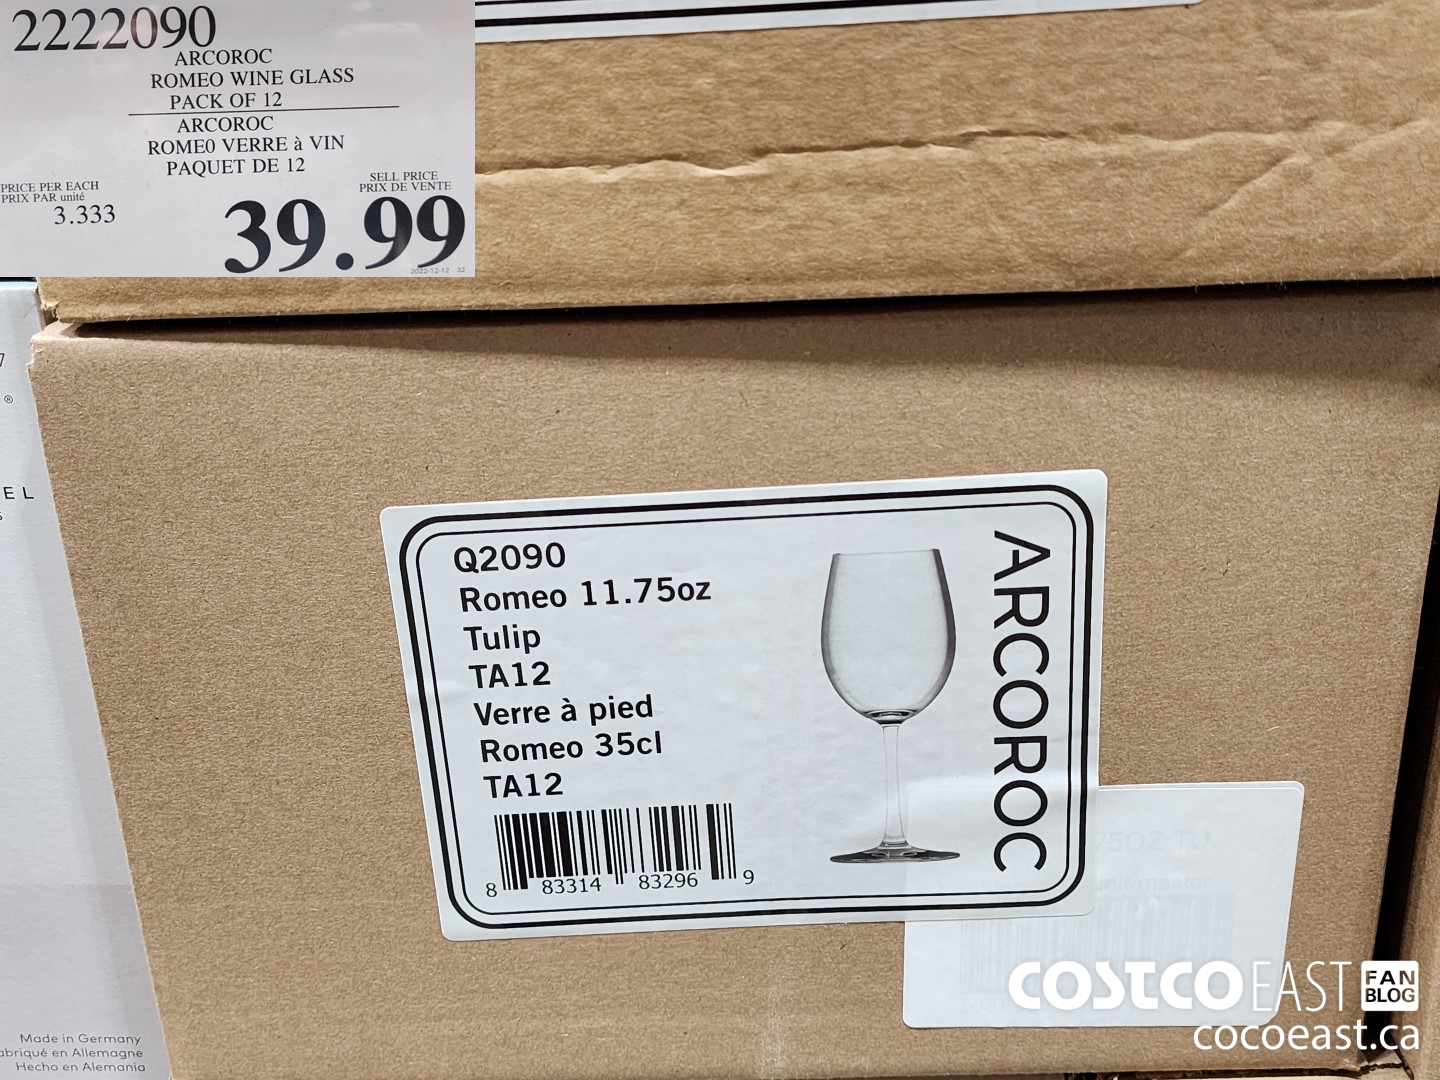 2222090
ARCOROC
ROMEO WINE GLASS
PACK OF 12
ARCOROC
ROME0 VERRE à VIN
PAQUET DE 12
PRICE PER EACH
PRIX PAR unité
3.333
SELL PRICE
PRIX DE VENTE
39.99
2022-12-12 32
7
®
EL
Q2090
Romeo 11.75oz
Tulip
TA12
Verre à pied
Romeo 35cl
TA12
8 83314 83296 9
ARCOROC
75OZ TU
Made in Germany
abriqué en Allemagne
Hecho en Alemania
COSTCO EAST FAN BLOG
cocoeast.ca